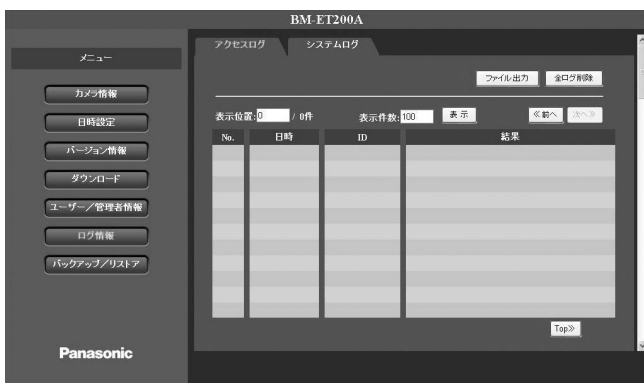 BM-ET200A
メニュー
カメラ情報
日時設定
バージョン情報
ダウンロード
ユーザー／管理者情報
ログ情報
バックアップ/リストア
Panasonic
アクセスログ システムログ
ファイル出力 全ログ削除
表示位置:0 / 0件 表示件数:100 表示 ≪前へ 次へ≫
No. 日時 ID 結果
Top≫